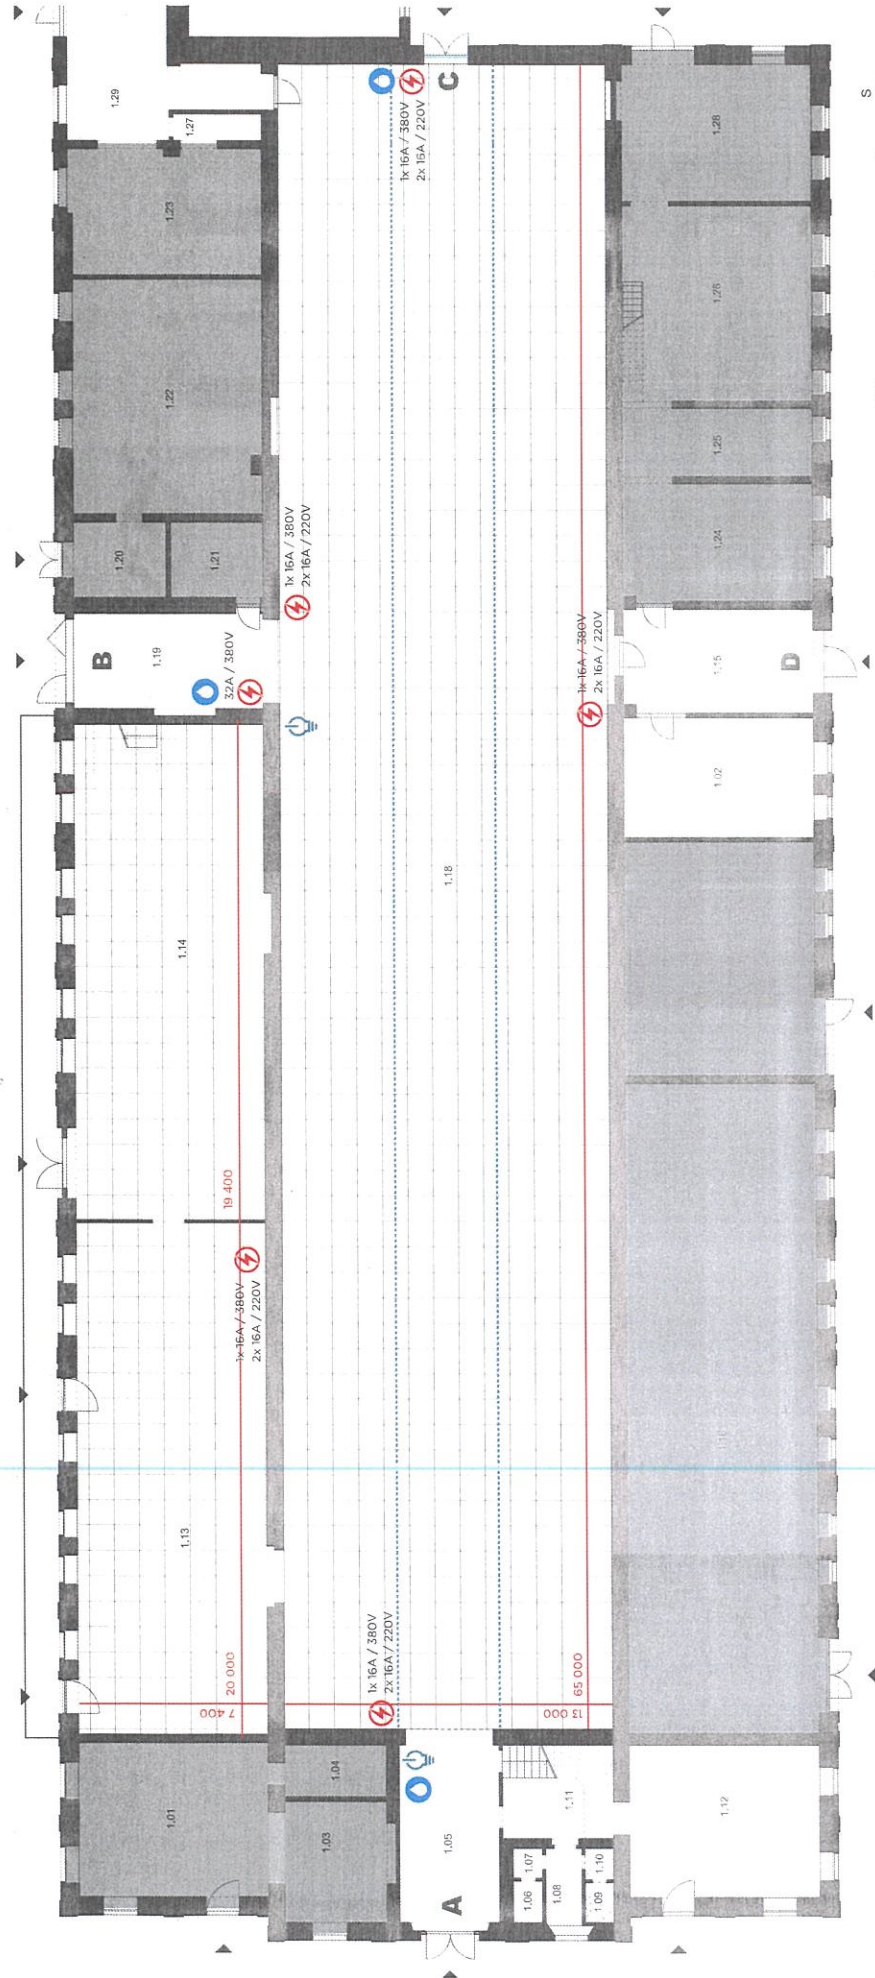 1.29
1.27
1.23
1.22
1.20
1.21
B
1.19
32A / 380V
1x 16A / 380V
2x 16A / 220V
1x 16A / 380V
2x 16A / 220V
C
1.28
1.26
1.25
1.24
1x 16A / 380V
2x 16A / 220V
1.15
D
1.02
S
1.14
19 400
1.18
1x 16A / 380V
2x 16A / 220V
1.13
20 000
7 400
1x 16A / 380V
2x 16A / 220V
65 000
13 000
1.01
1.04
1.03
1.05
A
1.11
1.07
1.06
1.08
1.10
1.09
1.12